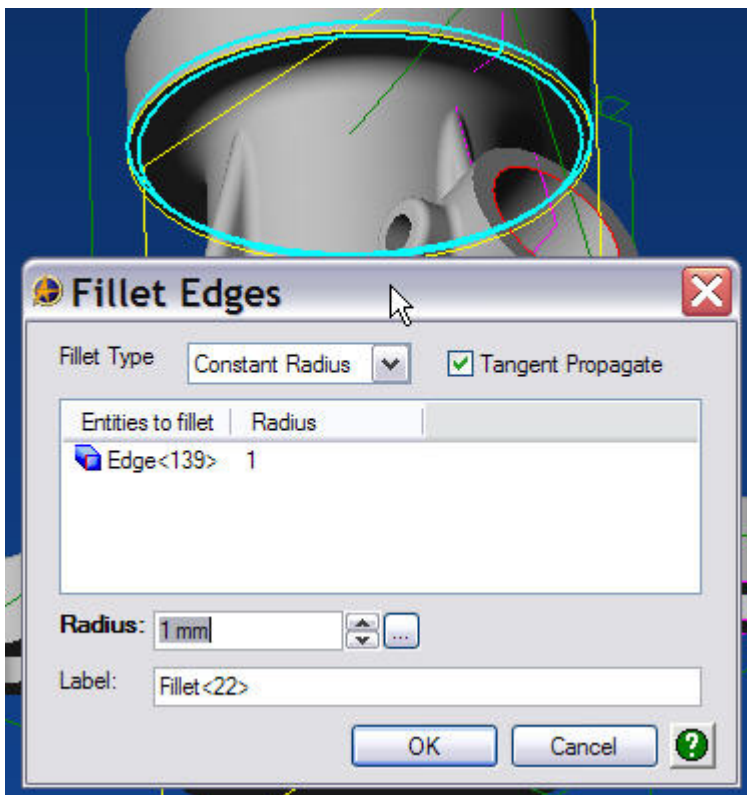 Fillet Edges
Fillet Type Constant Radius Tangent Propagate
Entities to fillet Radius
Edge<139> 1
Radius: 1 mm ...
Label: Fillet<22>
OK Cancel ?